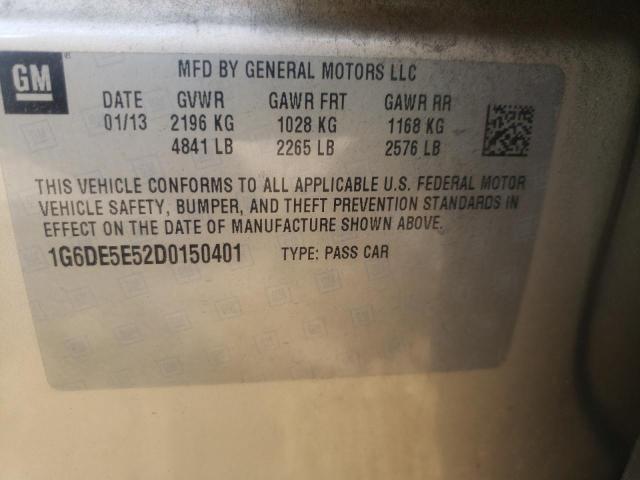 GM
MFD BY GENERAL MOTORS LLC
DATE GVWR GAWR FRT GAWR RR
01/13 2196 KG 1028 KG 1168 KG
4841 LB 2265 LB 2576 LB
THIS VEHICLE CONFORMS TO ALL APPLICABLE U.S. FEDERAL MOTOR
VEHICLE SAFETY, BUMPER, AND THEFT PREVENTION STANDARDS IN
EFFECT ON THE DATE OF MANUFACTURE SHOWN ABOVE.
1G6DE5E52D0150401 TYPE: PASS CAR